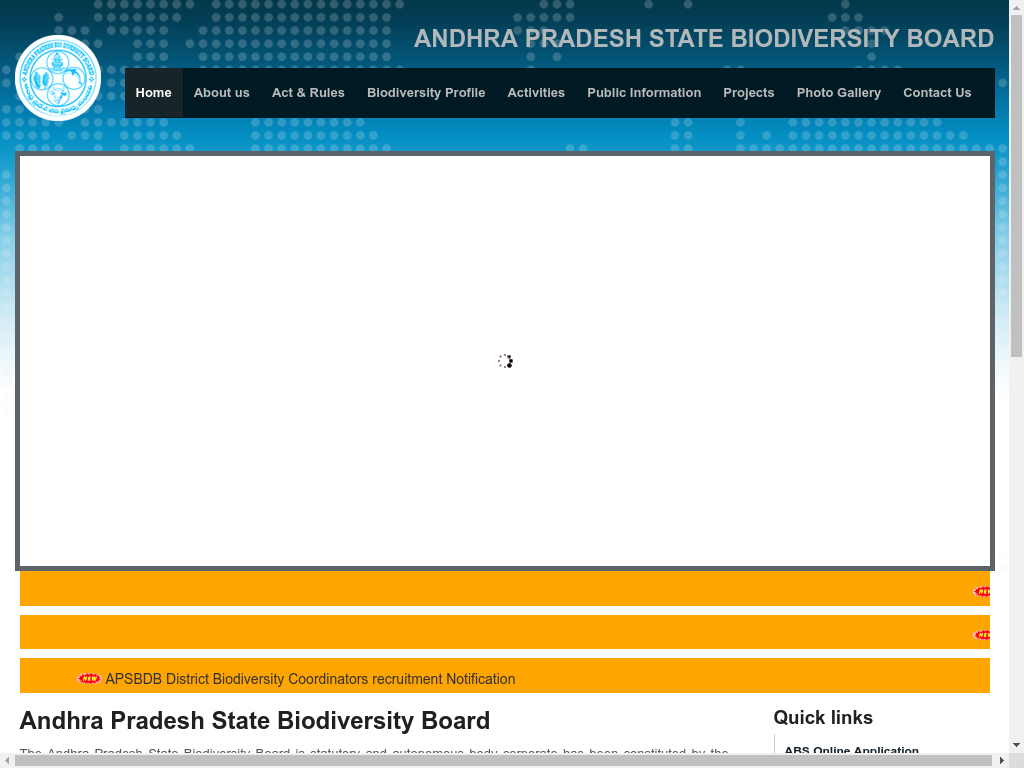 ANDHRA PRADESH STATE BIODIVERSITY BOARD
Home About us Act & Rules Biodiversity Profile Activities Public Information Projects Photo Gallery Contact Us
APSBDB District Biodiversity Coordinators recruitment Notification
Andhra Pradesh State Biodiversity Board
Quick links
The Andhra Pradesh State Biodiversity Board is statutory and autonomous body corporate has been constituted by the
ABS Online Application